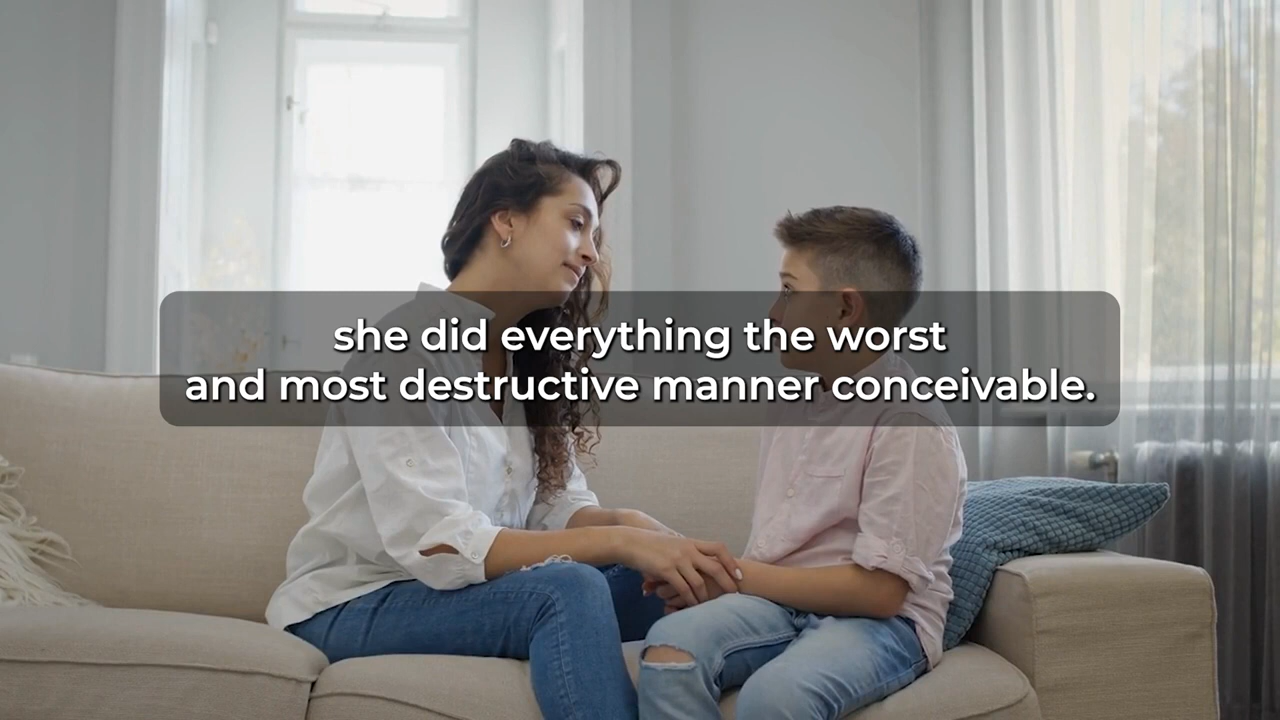 she did everything the worst
and most destructive manner conceivable.